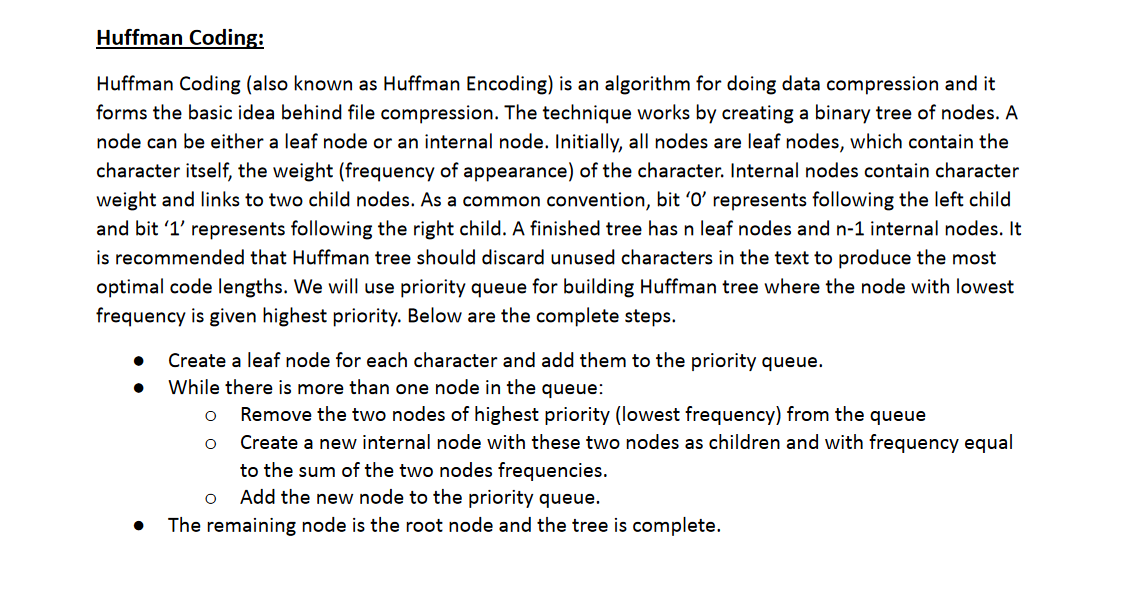 Huffman Coding:
Huffman Coding (also known as Huffman Encoding) is an algorithm for doing data compression and it
forms the basic idea behind file compression. The technique works by creating a binary tree of nodes. A
node can be either a leaf node or an internal node. Initially, all nodes are leaf nodes, which contain the
character itself, the weight (frequency of appearance) of the character. Internal nodes contain character
weight and links to two child nodes. As a common convention, bit ‘0’ represents following the left child
and bit ‘1’ represents following the right child. A finished tree has n leaf nodes and n-1 internal nodes. It
is recommended that Huffman tree should discard unused characters in the text to produce the most
optimal code lengths. We will use priority queue for building Huffman tree where the node with lowest
frequency is given highest priority. Below are the complete steps.
● Create a leaf node for each character and add them to the priority queue.
● While there is more than one node in the queue:
○ Remove the two nodes of highest priority (lowest frequency) from the queue
○ Create a new internal node with these two nodes as children and with frequency equal
to the sum of the two nodes frequencies.
○ Add the new node to the priority queue.
● The remaining node is the root node and the tree is complete.